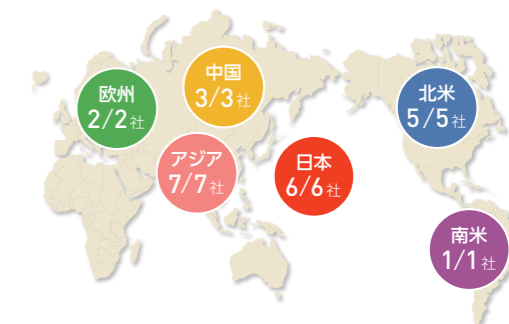 欧州
2/2社
中国
3/3社
北米
5/5社
アジア
7/7社
日本
6/6社
南米
1/1社